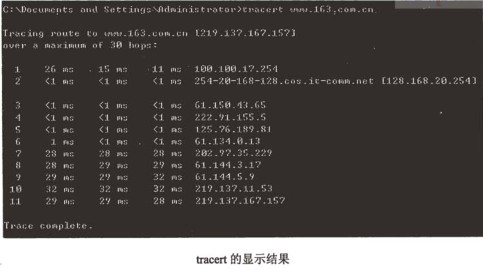 C:\Documents and Settings\Administrator>tracert www.163.com.cn
Tracing route to www.163.com.cn [219.137.167.157]
over a maximum of 30 hops:
1 26 ms 15 ms 11 ms 100.100.17.254
2 <1 ms <1 ms <1 ms 254-20-168-128.cos.it-comm.net [128.168.20.254]
3 <1 ms <1 ms <1 ms 61.150.43.65
4 <1 ms <1 ms <1 ms 222.91.155.5
5 <1 ms <1 ms <1 ms 125.76.189.81
6 1 ms <1 ms <1 ms 61.134.0.13
7 28 ms 28 ms 28 ms 202.97.35.229
8 28 ms 29 ms 29 ms 61.144.3.17
9 29 ms 29 ms 32 ms 61.144.5.9
10 32 ms 32 ms 32 ms 219.137.11.53
11 29 ms 29 ms 28 ms 219.137.167.157
Trace complete.
tracert 的显示结果